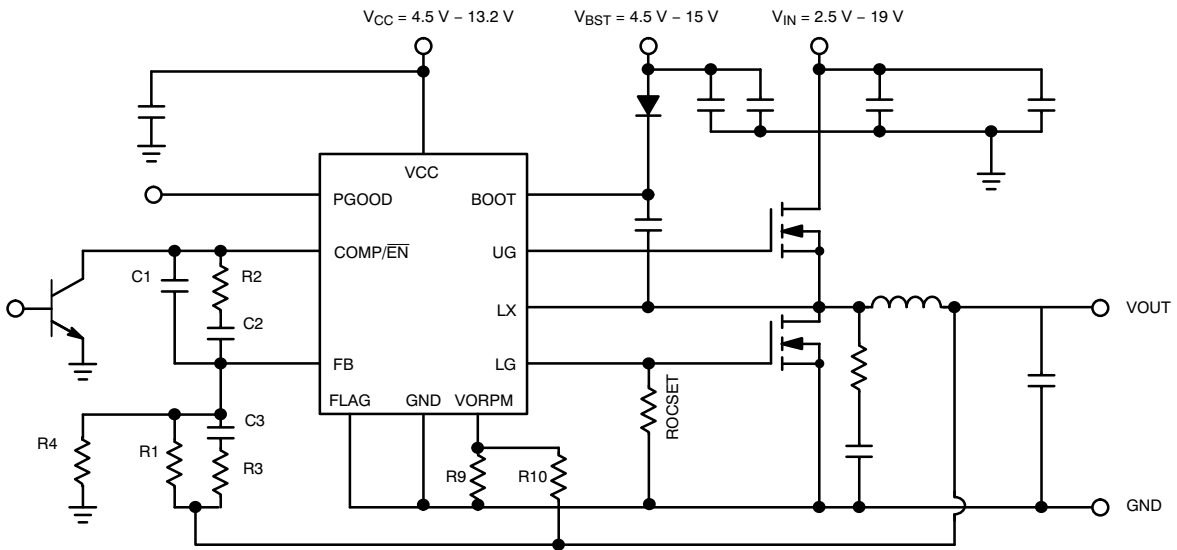 VCC = 4.5 V − 13.2 V
VBST = 4.5 V − 15 V
VIN = 2.5 V − 19 V
VCC
PGOOD
BOOT
COMP/EN
UG
C1
R2
LX
VOUT
C2
FB
LG
FLAG
GND
VORPM
ROCSET
C3
R4
R1
R3
R9
R10
GND